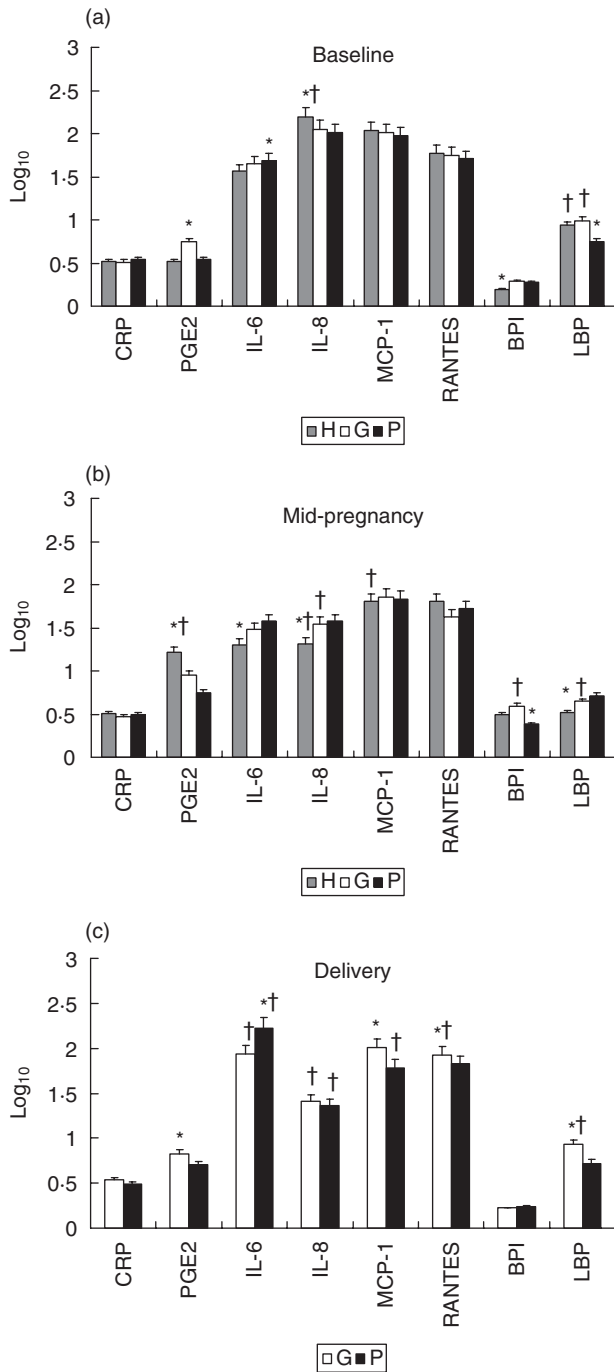 (a)
Baseline
3
2·5
2
1·5
1
0·5
0
Log10
* * *† * † † *
CRP PGE2 IL-6 IL-8 MCP-1 RANTES BPI LBP
H G P
(b)
Mid-pregnancy
3
2·5
2
1·5
1
0·5
0
Log10
*† * *† † † † * * †
CRP PGE2 IL-6 IL-8 MCP-1 RANTES BPI LBP
H G P
(c)
Delivery
3
2·5
2
1·5
1
0·5
0
Log10
* † *† † † * † *† *†
CRP PGE2 IL-6 IL-8 MCP-1 RANTES BPI LBP
G P